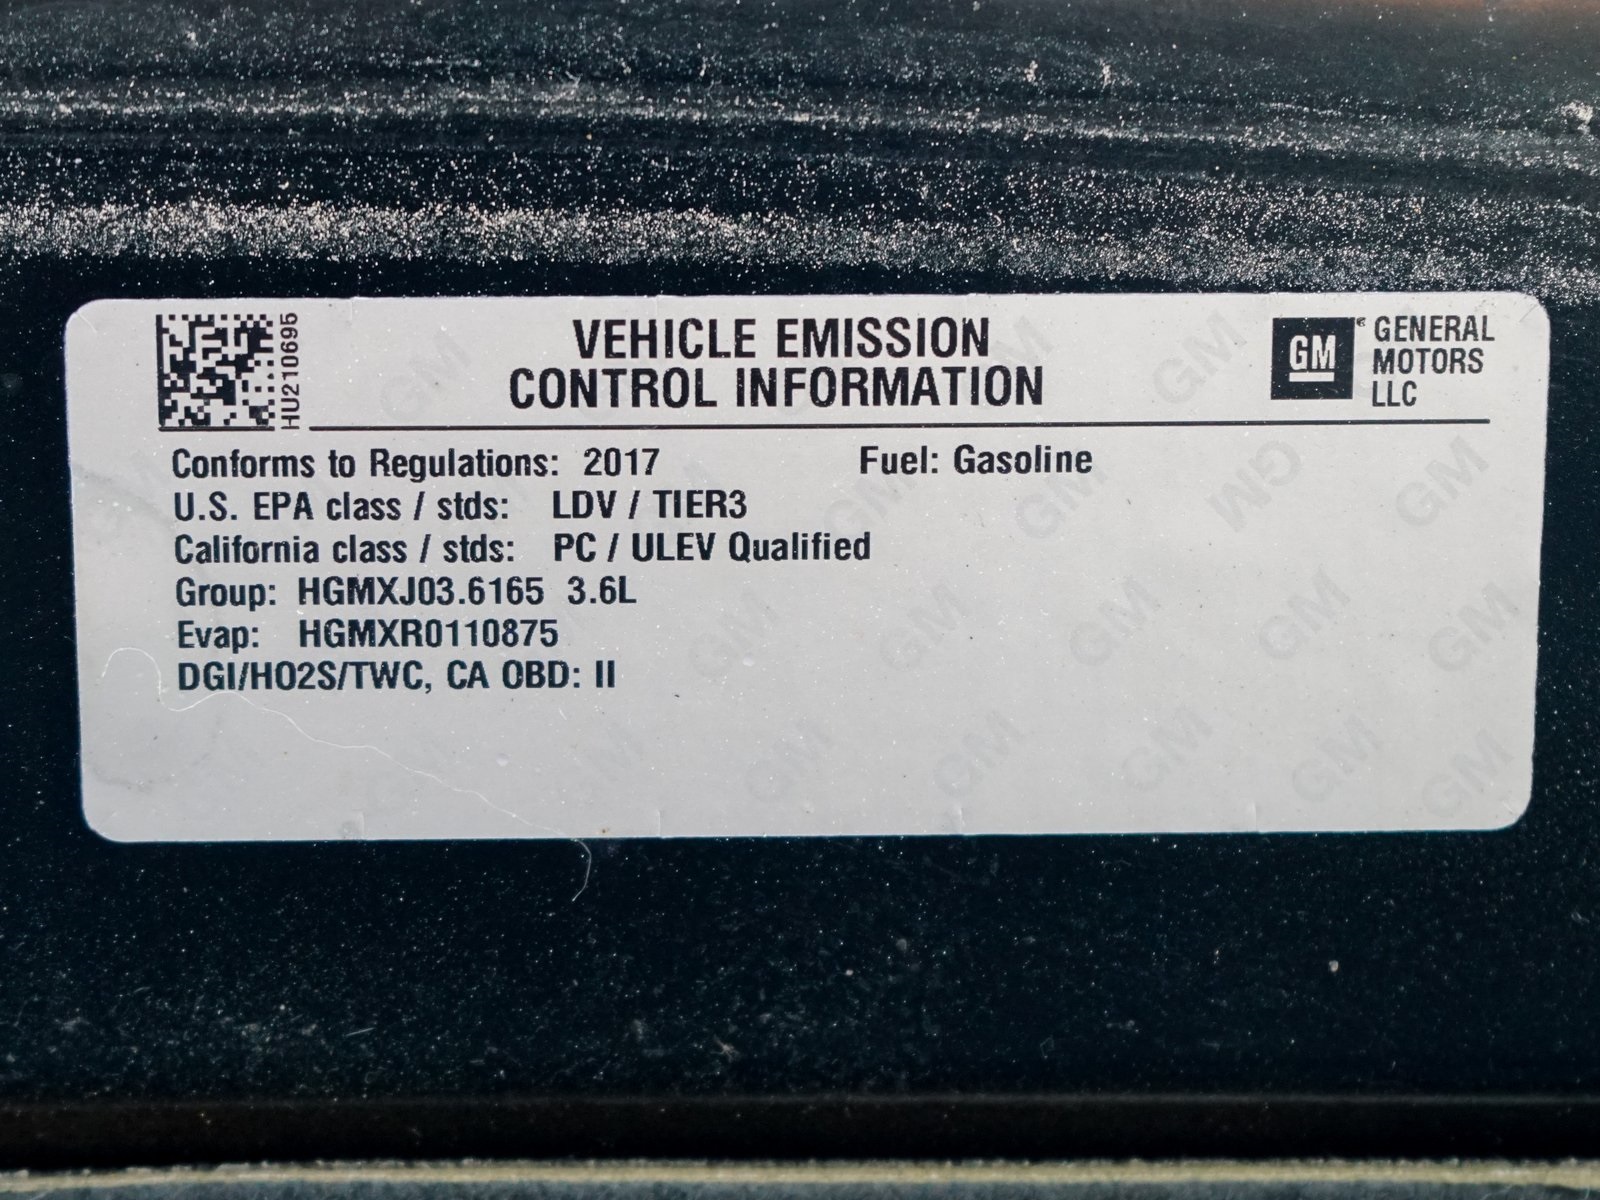 HU210695
VEHICLE EMISSION
CONTROL INFORMATION
GM® GENERAL
MOTORS
LLC
Conforms to Regulations: 2017 Fuel: Gasoline
U.S. EPA class / stds: LDV / TIER3
California class / stds: PC / ULEV Qualified
Group: HGMXJ03.6165 3.6L
Evap: HGMXR0110875
DGI/HO2S/TWC, CA OBD: II